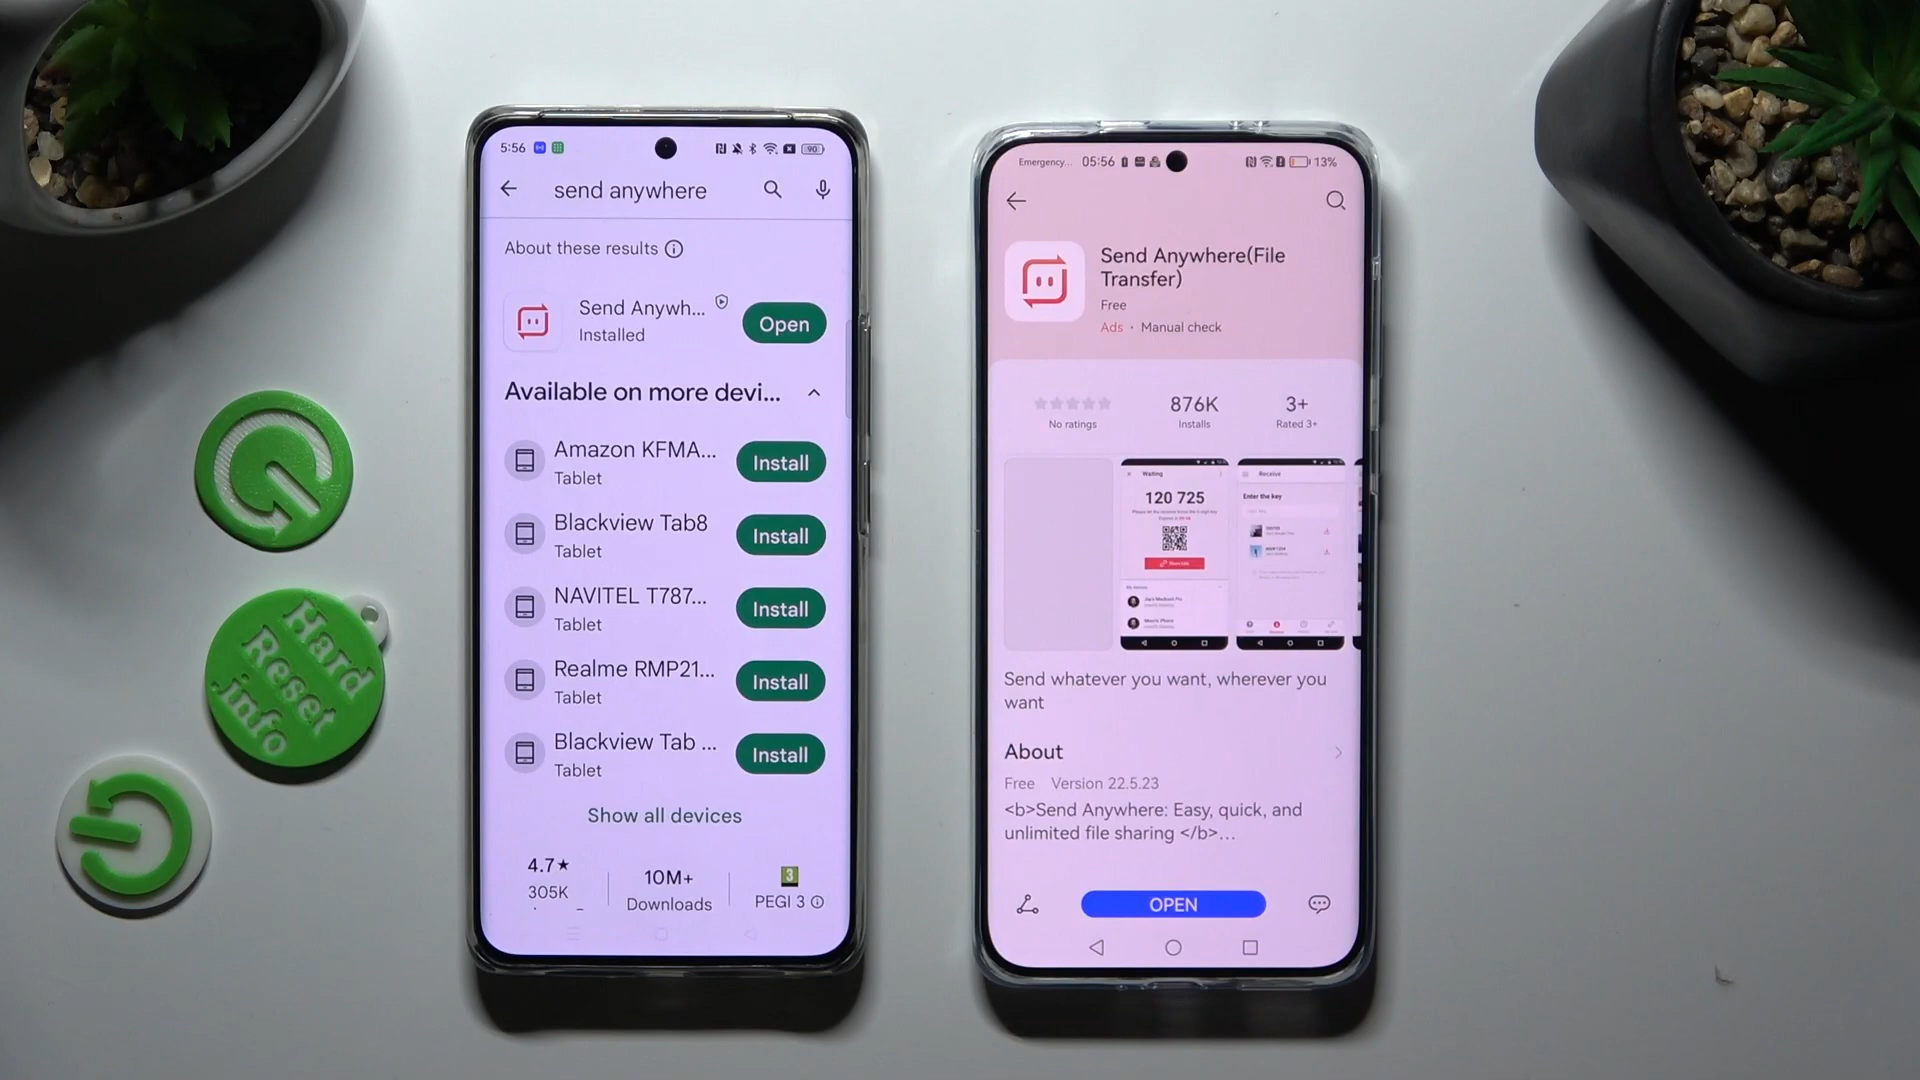 5:56
90
send anywhere
About these results
Send Anywh...
Installed
Open
Available on more devi...
Amazon KFMA...
Tablet
Install
Blackview Tab8
Tablet
Install
NAVITEL T787...
Tablet
Install
Realme RMP21...
Tablet
Install
Blackview Tab ...
Tablet
Install
Show all devices
4.7★
305K
10M+
Downloads
3
PEGI 3
Emergency... 05:56
13%
Send Anywhere(File
Transfer)
Free
Ads · Manual check
No ratings
876K
Installs
3+
Rated 3+
Waiting
120 725
Receive
Enter the key
Send whatever you want, wherever you
want
About
Free Version 22.5.23
<b>Send Anywhere: Easy, quick, and
unlimited file sharing </b>...
OPEN
Hard
Reset
.info